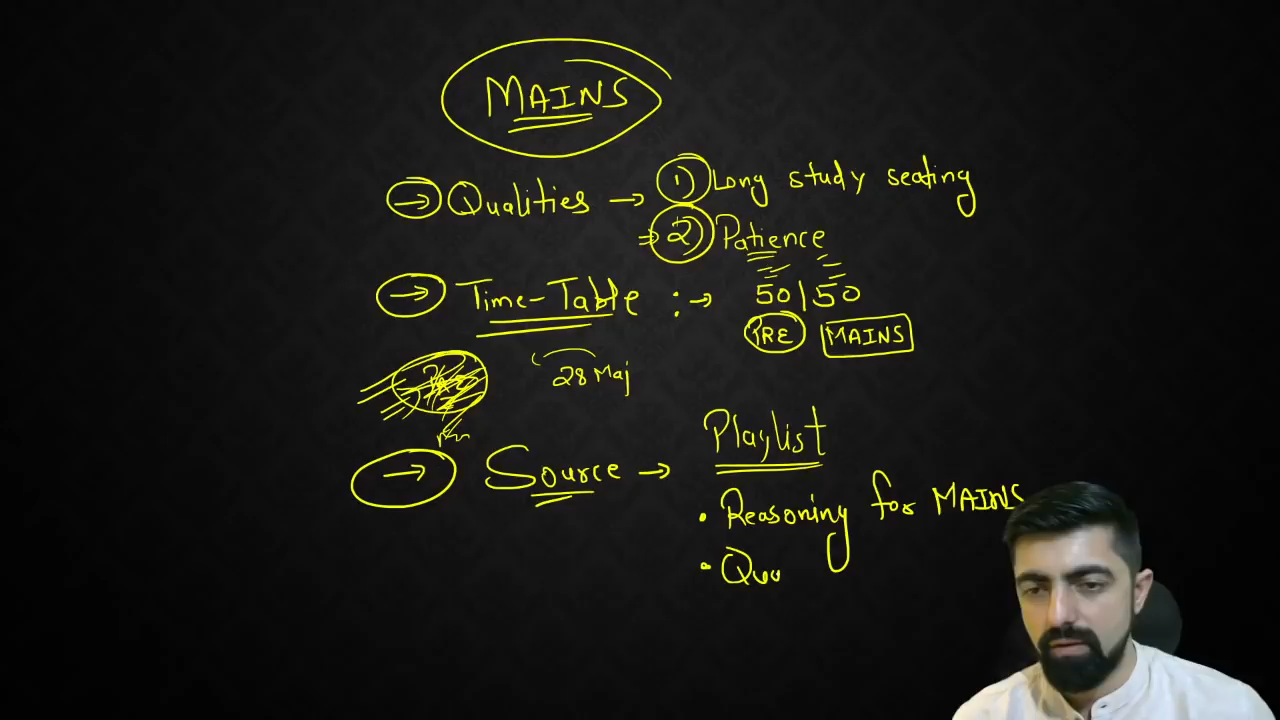 MAINS
→ Qualities → 1) Long study seating
⇒ 2) Patience
→ Time-Table :→ 50|50
PRE MAINS
28 Maj
→ Source → Playlist
• Reasoning for MAINS
• Qua